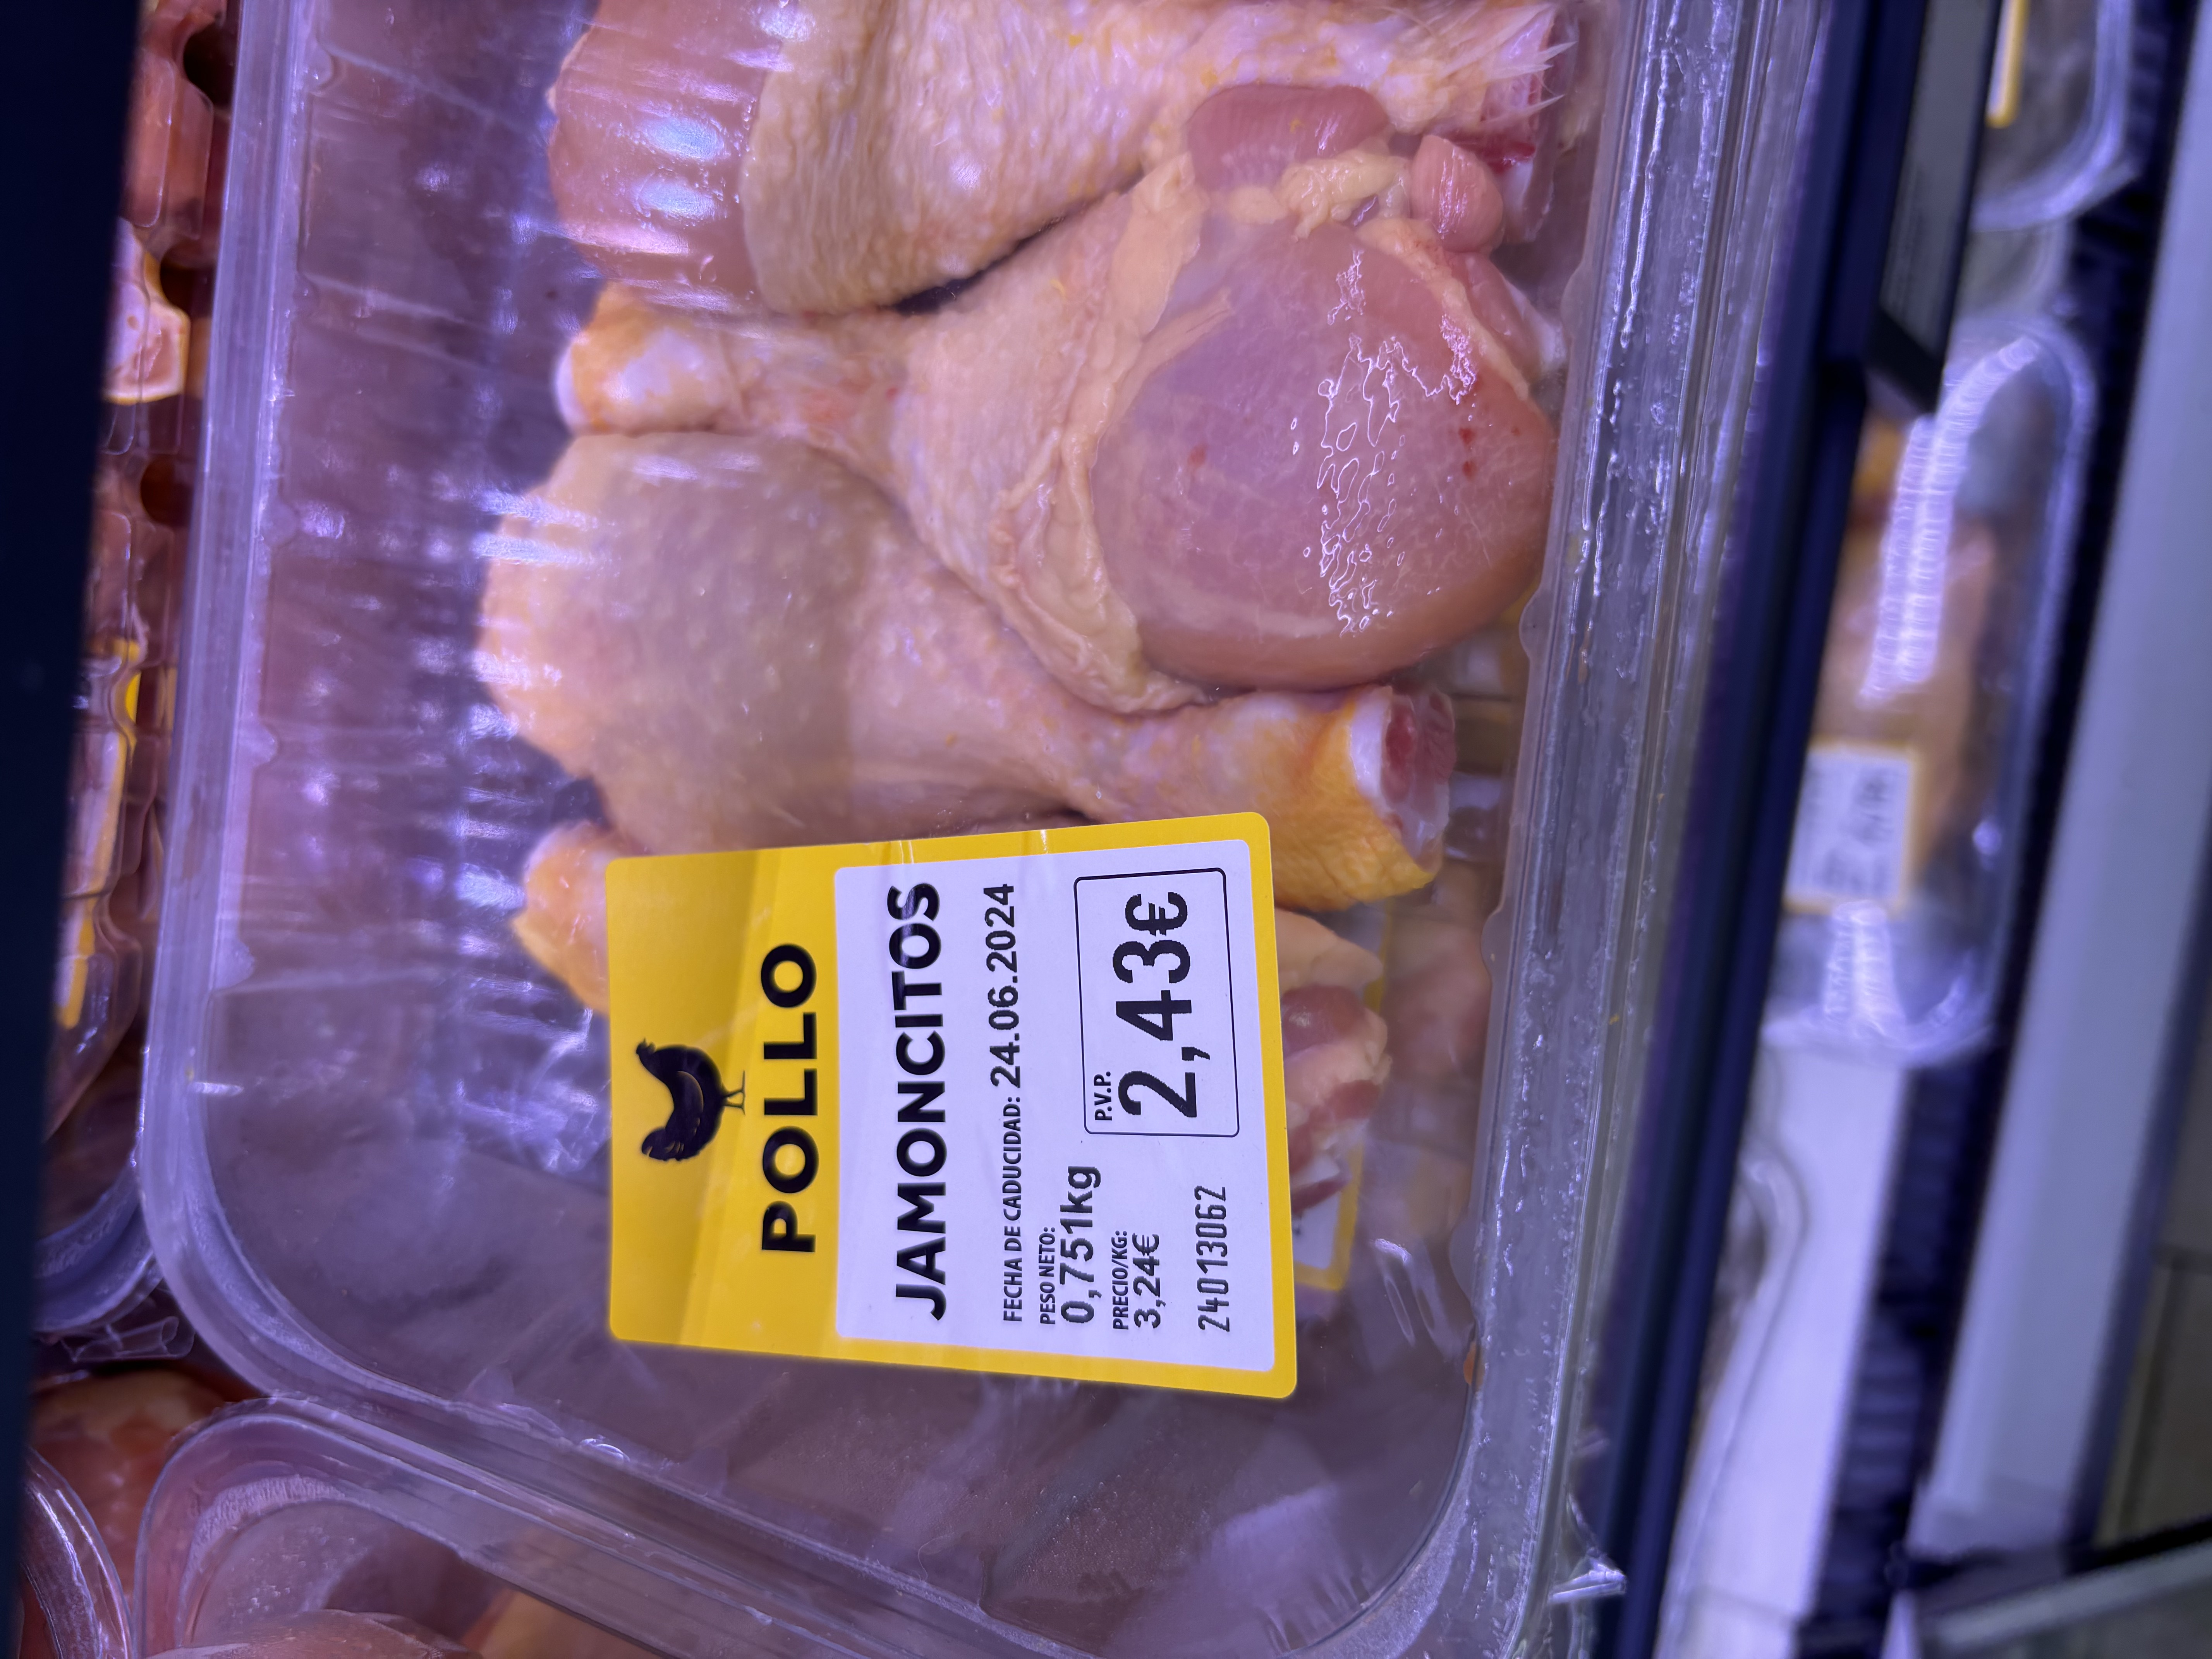 POLLO
JAMONCITOS
FECHA DE CADUCIDAD: 24.06.2024
PESO NETO:
0,751kg
PRECIO/KG:
3,24€
P.V.P.
2,43€
24013062